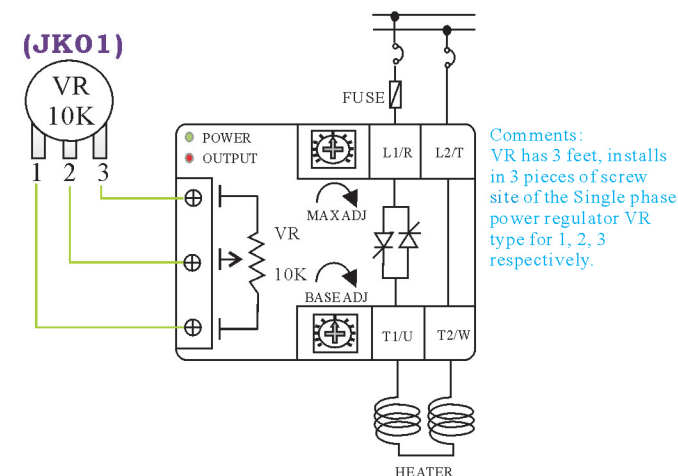 (JK01)
VR
10K
1 2 3
FUSE
POWER
OUTPUT
L1/R
L2/T
MAX ADJ
VR
10K
BASE ADJ
T1/U
T2/W
HEATER
Comments:
VR has 3 feet, installs
in 3 pieces of screw
site of the Single phase
power regulator VR
type for 1, 2, 3
respectively.